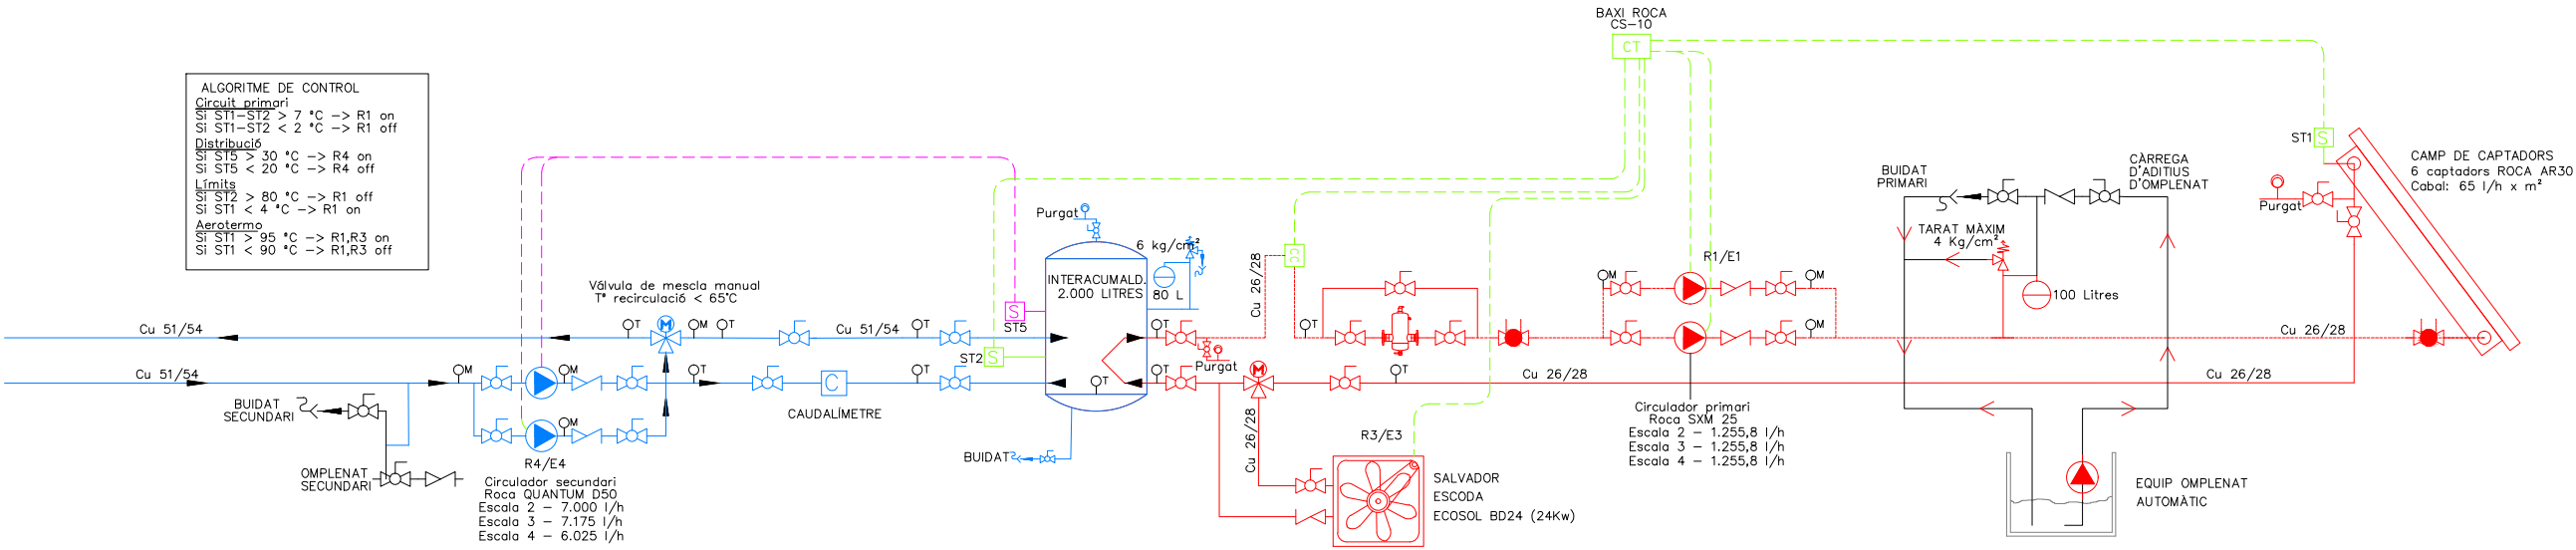 BAXI ROCA
CS-10
CT
ALGORITME DE CONTROL
Circuit primari
Si ST1-ST2 > 7 °C -> R1 on
Si ST1-ST2 < 2 °C -> R1 off
Distribució
Si ST5 > 30 °C -> R4 on
Si ST5 < 20 °C -> R4 off
Límits
Si ST2 > 80 °C -> R1 off
Si ST1 < 4 °C -> R1 on
Aerotermo
Si ST1 > 95 °C -> R1,R3 on
Si ST1 < 90 °C -> R1,R3 off
ST1
S
CAMP DE CAPTADORS
6 captadors ROCA AR30
Cabal: 65 l/h x m²
BUIDAT
PRIMARI
CÀRREGA
D'ADITIUS
D'OMPLENAT
Purgat
TARAT MÀXIM
4 Kg/cm²
100 Litres
Purgat
6 kg/cm²
80 L
INTERACUMALD.
2.000 LITRES
CC
Cu 26/28
R1/E1
M
M
M
Válvula de mescla manual
Tª recirculació < 65°C
S
ST5
ST2
S
Cu 51/54
T
M
M
T
Cu 51/54
T
T
T
Purgat
Cu 26/28
Cu 51/54
M
M
T
C
CAUDALÍMETRE
T
T
T
M
T
Cu 26/28
Cu 26/28
BUIDAT
SECUNDARI
M
R4/E4
OMPLENAT
SECUNDARI
Circulador secundari
Roca QUANTUM D50
Escala 2 - 7.000 l/h
Escala 3 - 7.175 l/h
Escala 4 - 6.025 l/h
BUIDAT
Cu 26/28
R3/E3
SALVADOR
ESCODA
ECOSOL BD24 (24Kw)
Circulador primari
Roca SXM 25
Escala 2 - 1.255,8 l/h
Escala 3 - 1.255,8 l/h
Escala 4 - 1.255,8 l/h
EQUIP OMPLENAT
AUTOMÀTIC